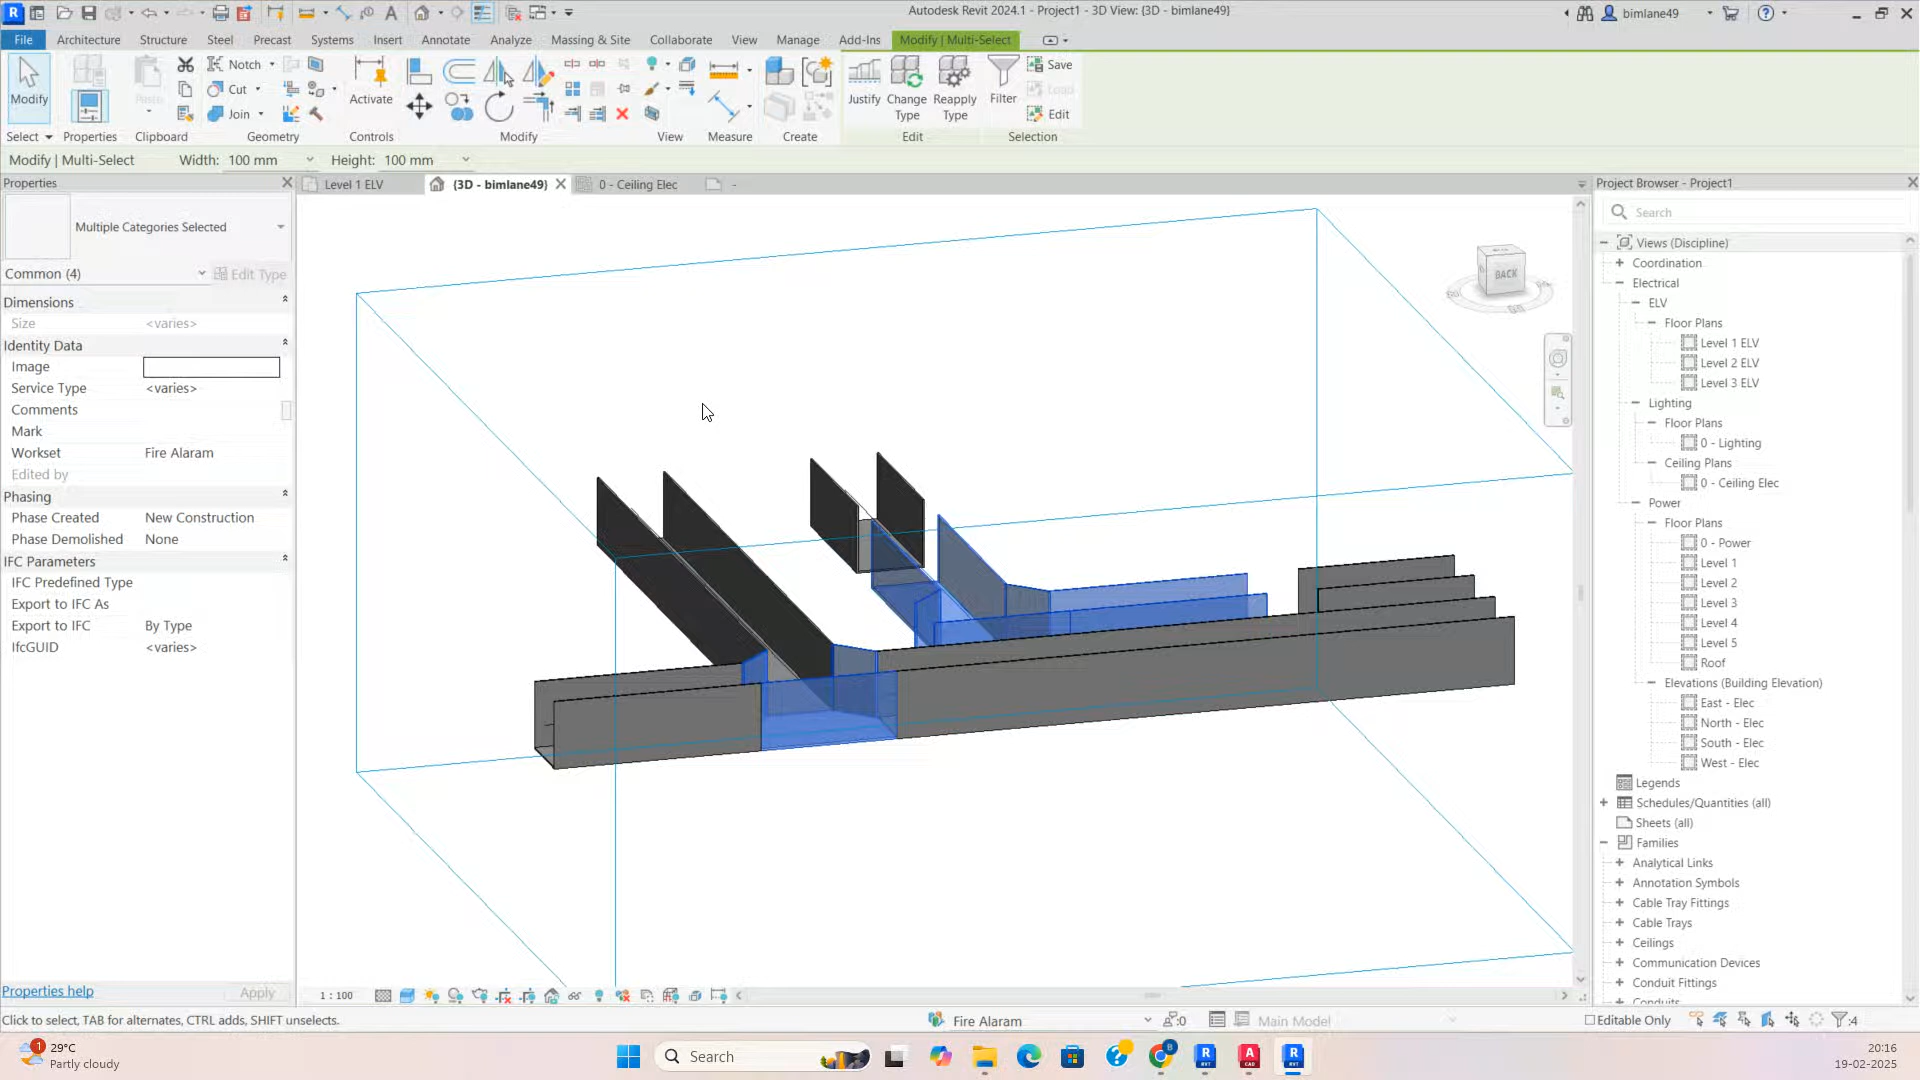 Autodesk Revit 2024.1 - Project1 - 3D View: {3D - bimlane49}
bimlane49
File Architecture Structure Steel Precast Systems Insert Annotate Analyze Massing & Site Collaborate View Manage Add-Ins Modify | Multi-Select
Modify
Paste
Notch
Cut
Join
Activate
Justify
Change Type
Reapply Type
Filter
Save
Load
Edit
Select Properties Clipboard Geometry Controls Modify View Measure Create Edit Selection
Modify | Multi-Select Width: 100 mm Height: 100 mm
Properties
Level 1 ELV
{3D - bimlane49}
0 - Ceiling Elec
-
Project Browser - Project1
Multiple Categories Selected
Common (4) Edit Type
Dimensions
Size <varies>
Identity Data
Image
Service Type <varies>
Comments
Mark
Workset Fire Alaram
Edited by
Phasing
Phase Created New Construction
Phase Demolished None
IFC Parameters
IFC Predefined Type
Export to IFC As
Export to IFC By Type
IfcGUID <varies>
Properties help
Apply
BACK
Search
Views (Discipline)
Coordination
Electrical
ELV
Floor Plans
Level 1 ELV
Level 2 ELV
Level 3 ELV
Lighting
Floor Plans
0 - Lighting
Ceiling Plans
0 - Ceiling Elec
Power
Floor Plans
0 - Power
Level 1
Level 2
Level 3
Level 4
Level 5
Roof
Elevations (Building Elevation)
East - Elec
North - Elec
South - Elec
West - Elec
Legends
Schedules/Quantities (all)
Sheets (all)
Families
Analytical Links
Annotation Symbols
Cable Tray Fittings
Cable Trays
Ceilings
Communication Devices
Conduit Fittings
Conduits
1 : 100
Click to select, TAB for alternates, CTRL adds, SHIFT unselects.
Fire Alaram
:0
Main Model
Editable Only
:4
1
29°C
Partly cloudy
Search
20:16
19-02-2025